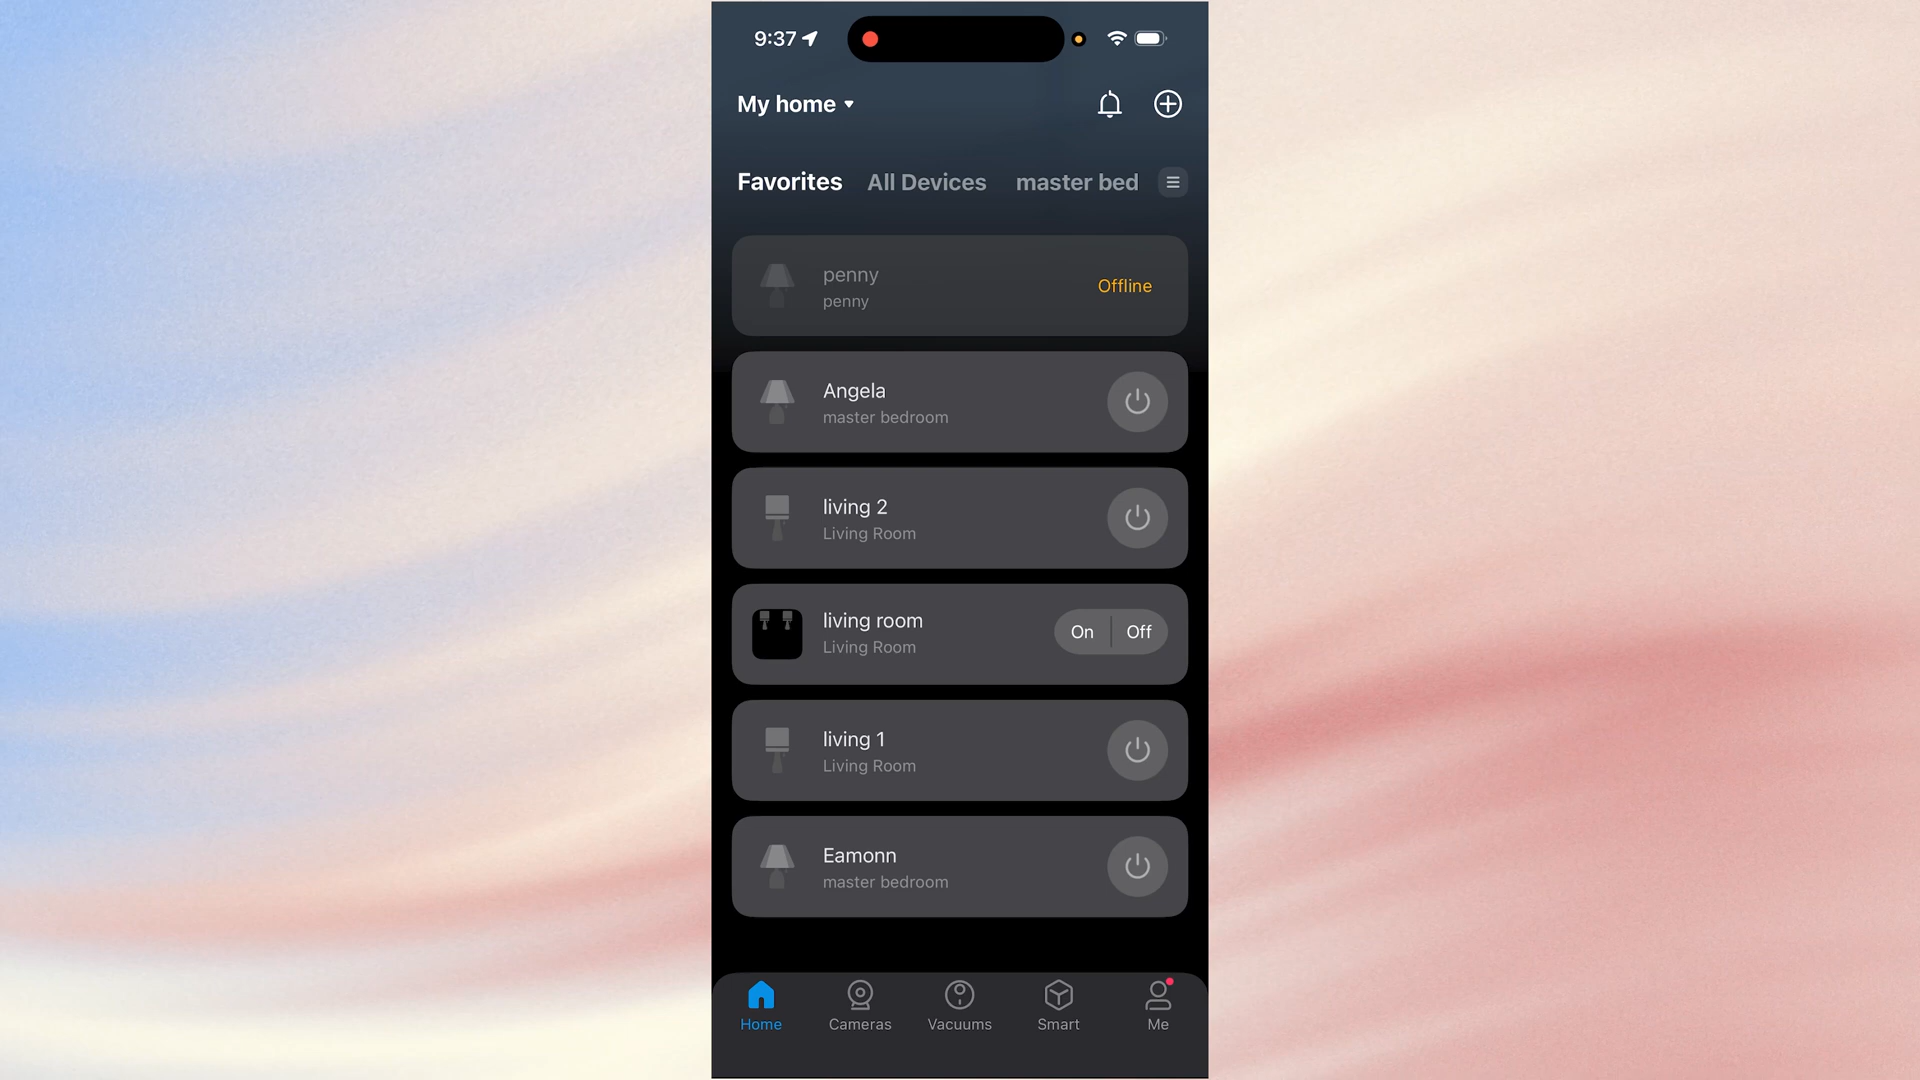 9:37
My home
Favorites All Devices master bed
penny
penny
Offline
Angela
master bedroom
living 2
Living Room
living room
Living Room
On Off
living 1
Living Room
Eamonn
master bedroom
Home Cameras Vacuums Smart Me